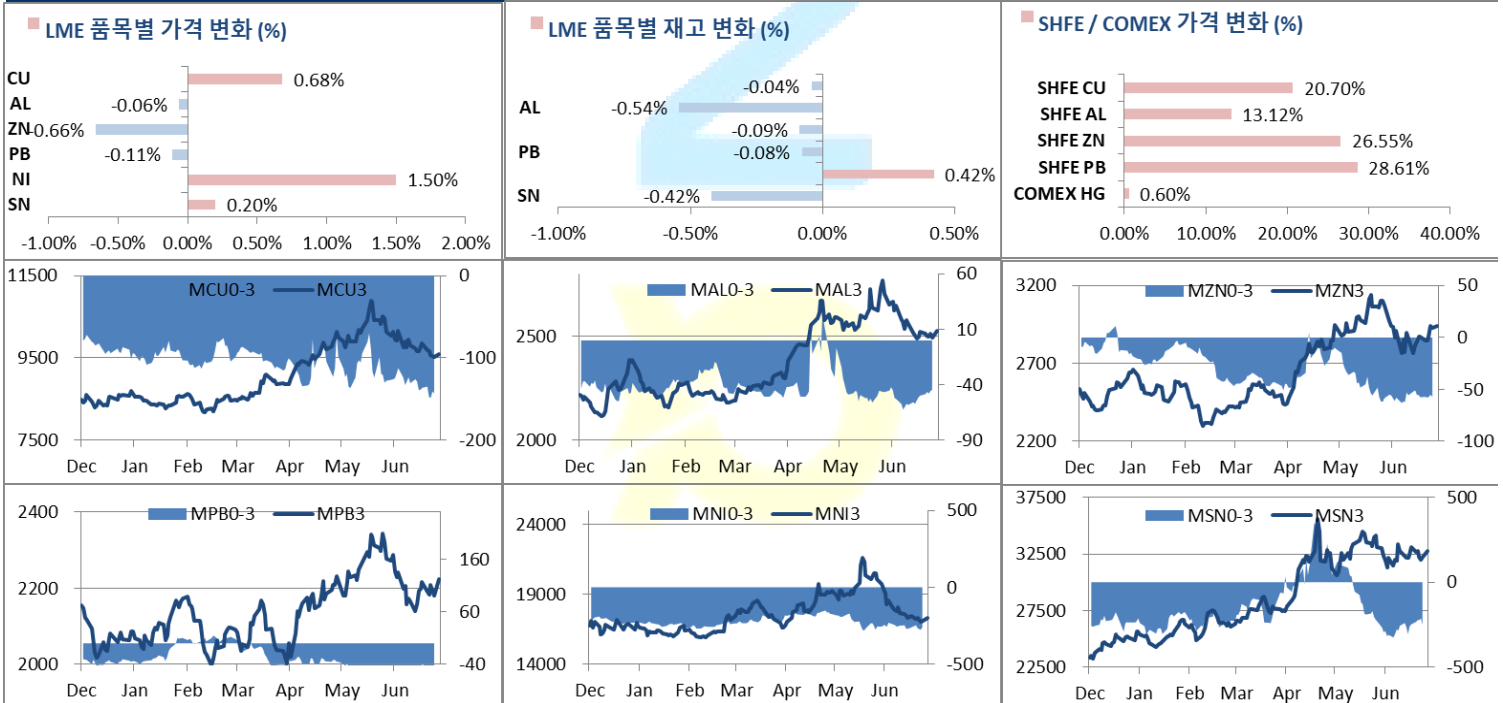 LME 품목별 가격 변화 (%)
CU
0.68%
AL
-0.06%
ZN
-0.66%
PB
-0.11%
NI
1.50%
SN
0.20%
-1.00% -0.50% 0.00% 0.50% 1.00% 1.50% 2.00%
LME 품목별 재고 변화 (%)
-0.04%
AL
-0.54%
-0.09%
PB
-0.08%
0.42%
SN
-0.42%
-1.00% -0.50% 0.00% 0.50%
SHFE / COMEX 가격 변화 (%)
SHFE CU
20.70%
SHFE AL
13.12%
SHFE ZN
26.55%
SHFE PB
28.61%
COMEX HG
0.60%
0.00% 10.00% 20.00% 30.00% 40.00%
MCU0-3 MCU3
11500
9500
7500
0
-100
-200
Dec Jan Feb Mar Apr May Jun
MAL0-3 MAL3
2500
2000
60
10
-40
-90
Dec Jan Feb Mar Apr May Jun
MZN0-3 MZN3
3200
2700
2200
50
0
-50
-100
Dec Jan Feb Mar Apr May Jun
MPB0-3 MPB3
2400
2200
2000
160
60
-40
Dec Jan Feb Mar Apr May Jun
MNI0-3 MNI3
24000
19000
14000
500
0
-500
Dec Jan Feb Mar Apr May Jun
MSN0-3 MSN3
37500
32500
27500
22500
500
0
-500
Dec Jan Feb Mar Apr May Jun